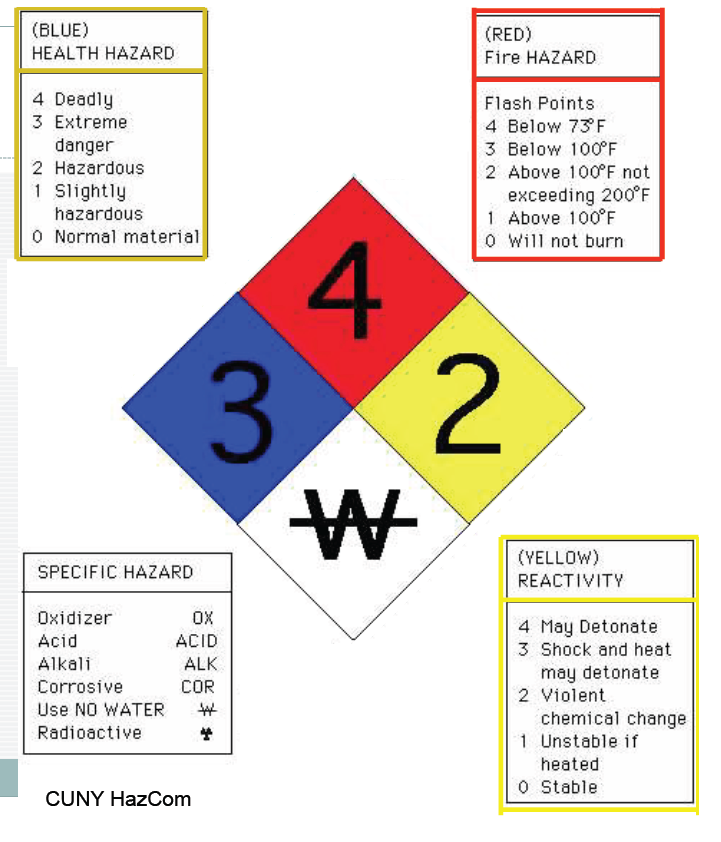 (BLUE)
HEALTH HAZARD
4 Deadly
3 Extreme
danger
2 Hazardous
1 Slightly
hazardous
0 Normal material
(RED)
Fire HAZARD
Flash Points
4 Below 73°F
3 Below 100°F
2 Above 100°F not
exceeding 200°F
1 Above 100°F
0 Will not burn
4
3
2
W
SPECIFIC HAZARD
Oxidizer OX
Acid ACID
Alkali ALK
Corrosive COR
Use NO WATER W
Radioactive ☢
(YELLOW)
REACTIVITY
4 May Detonate
3 Shock and heat
may detonate
2 Violent
chemical change
1 Unstable if
heated
0 Stable
CUNY HazCom